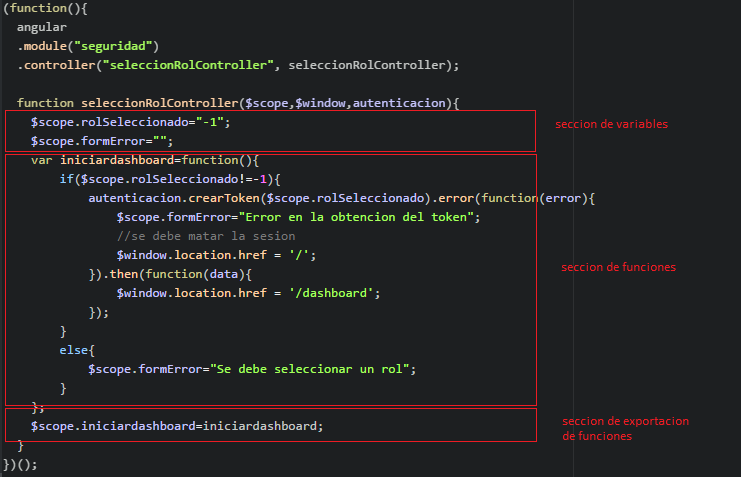 (function(){
angular
.module("seguridad")
.controller("seleccionRolController", seleccionRolController);
function seleccionRolController($scope,$window,autenticacion){
$scope.rolSeleccionado="-1";
seccion de variables
$scope.formError="";
var iniciardashboard=function(){
if($scope.rolSeleccionado!=-1){
autenticacion.crearToken($scope.rolSeleccionado).error(function(error){
$scope.formError="Error en la obtencion del token";
//se debe matar la sesion
$window.location.href = '/';
seccion de funciones
}).then(function(data){
$window.location.href = '/dashboard';
});
}
else{
$scope.formError="Se debe seleccionar un rol";
}
};
$scope.iniciardashboard=iniciardashboard;
seccion de exportacion
de funciones
}
})();